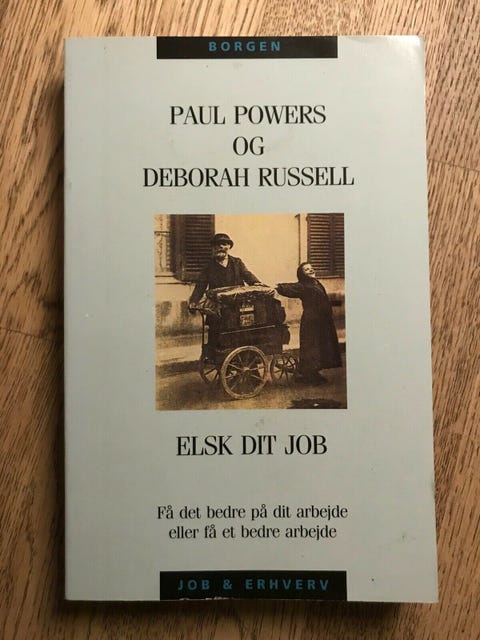 BORGEN
PAUL POWERS
OG
DEBORAH RUSSELL
ELSK DIT JOB
Få det bedre på dit arbejde
eller få et bedre arbejde
JOB & ERHVERV